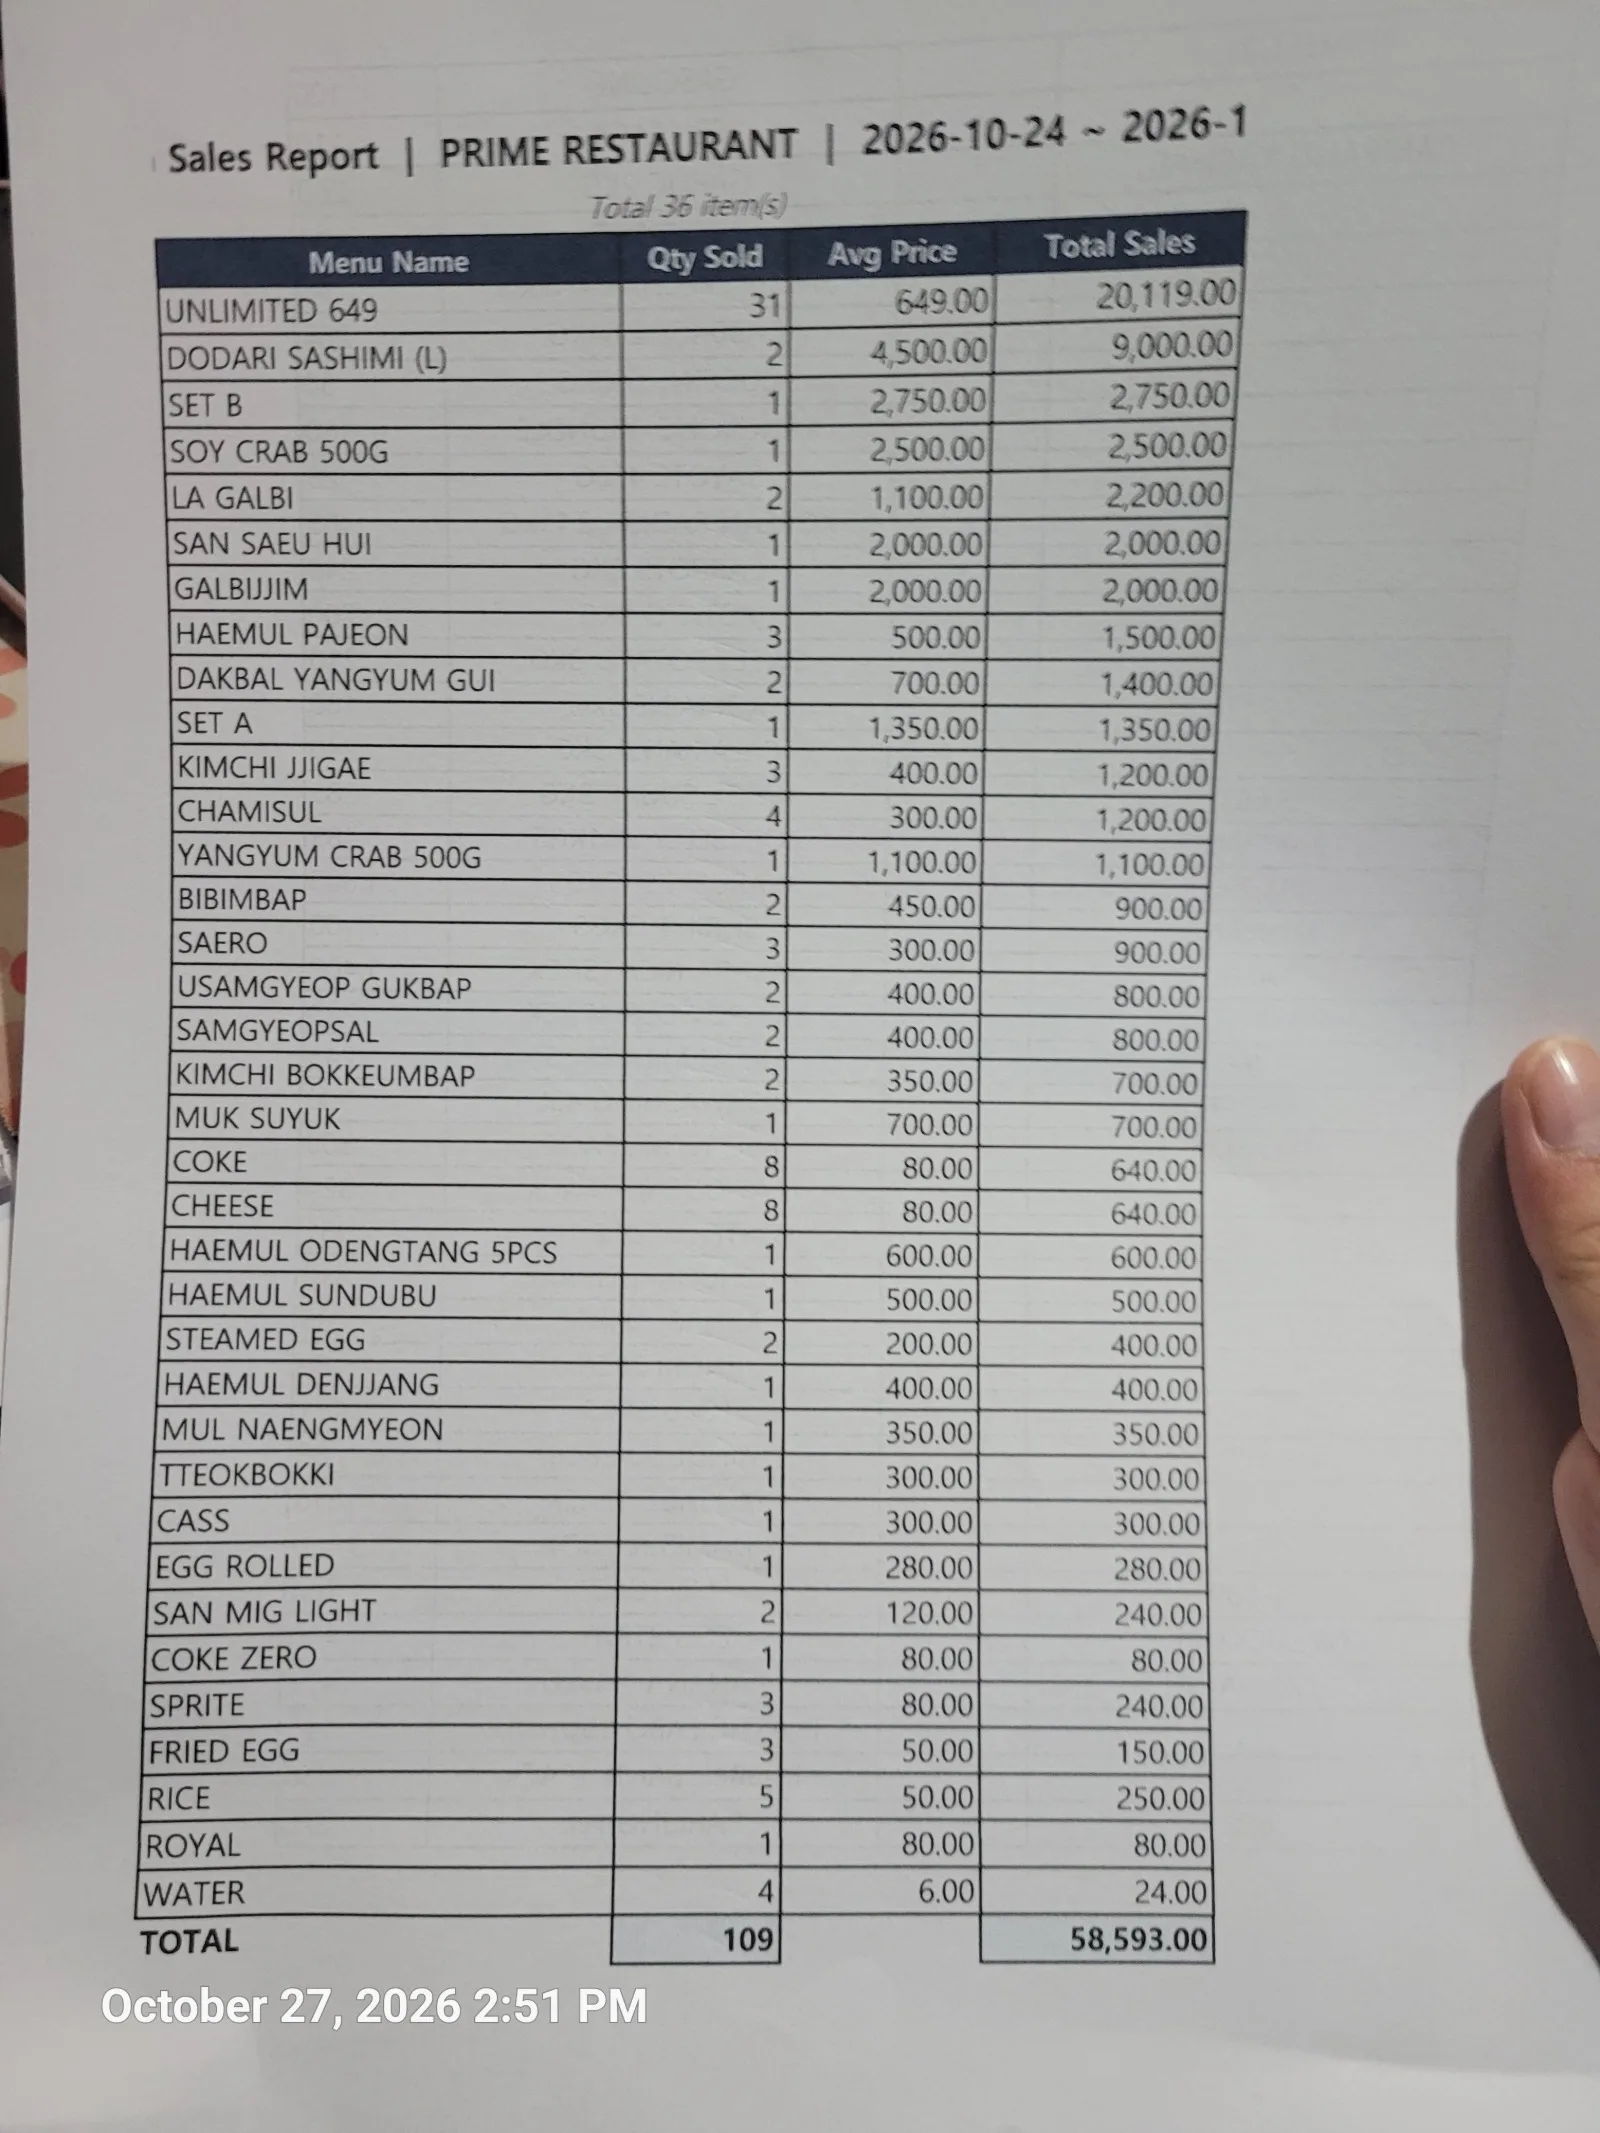 Sales Report | PRIME RESTAURANT | 2026-10-24 ~ 2026-1
Total 36 item(s)
Menu Name Qty Sold Avg Price Total Sales
UNLIMITED 649 31 649.00 20,119.00
DODARI SASHIMI (L) 2 4,500.00 9,000.00
SET B 1 2,750.00 2,750.00
SOY CRAB 500G 1 2,500.00 2,500.00
LA GALBI 2 1,100.00 2,200.00
SAN SAEU HUI 1 2,000.00 2,000.00
GALBIJJIM 1 2,000.00 2,000.00
HAEMUL PAJEON 3 500.00 1,500.00
DAKBAL YANGYUM GUI 2 700.00 1,400.00
SET A 1 1,350.00 1,350.00
KIMCHI JJIGAE 3 400.00 1,200.00
CHAMISUL 4 300.00 1,200.00
YANGYUM CRAB 500G 1 1,100.00 1,100.00
BIBIMBAP 2 450.00 900.00
SAERO 3 300.00 900.00
USAMGYEOP GUKBAP 2 400.00 800.00
SAMGYEOPSAL 2 400.00 800.00
KIMCHI BOKKEUMBAP 2 350.00 700.00
MUK SUYUK 1 700.00 700.00
COKE 8 80.00 640.00
CHEESE 8 80.00 640.00
HAEMUL ODENGTANG 5PCS 1 600.00 600.00
HAEMUL SUNDUBU 1 500.00 500.00
STEAMED EGG 2 200.00 400.00
HAEMUL DENJJANG 1 400.00 400.00
MUL NAENGMYEON 1 350.00 350.00
TTEOKBOKKI 1 300.00 300.00
CASS 1 300.00 300.00
EGG ROLLED 1 280.00 280.00
SAN MIG LIGHT 2 120.00 240.00
COKE ZERO 1 80.00 80.00
SPRITE 3 80.00 240.00
FRIED EGG 3 50.00 150.00
RICE 5 50.00 250.00
ROYAL 1 80.00 80.00
WATER 4 6.00 24.00
TOTAL 109 58,593.00
October 27, 2026 2:51 PM